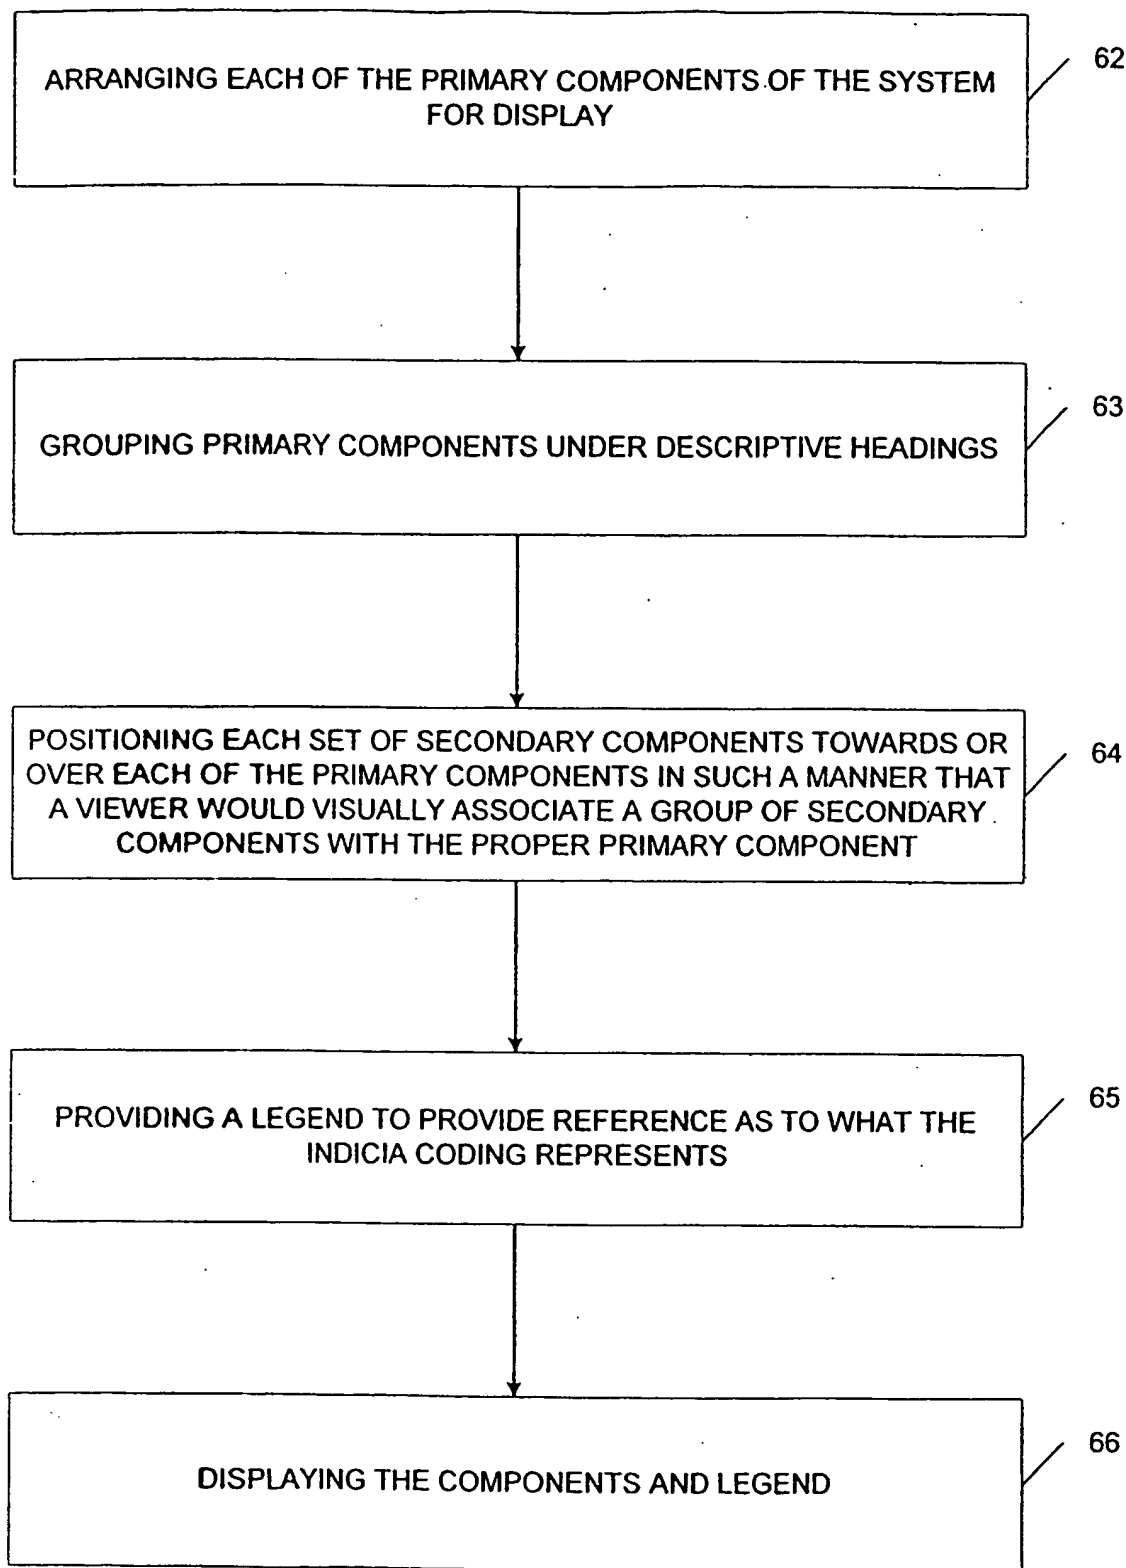 ARRANGING EACH OF THE PRIMARY COMPONENTS OF THE SYSTEM
FOR DISPLAY
62
GROUPING PRIMARY COMPONENTS UNDER DESCRIPTIVE HEADINGS
63
POSITIONING EACH SET OF SECONDARY COMPONENTS TOWARDS OR
OVER EACH OF THE PRIMARY COMPONENTS IN SUCH A MANNER THAT
A VIEWER WOULD VISUALLY ASSOCIATE A GROUP OF SECONDARY
COMPONENTS WITH THE PROPER PRIMARY COMPONENT
64
PROVIDING A LEGEND TO PROVIDE REFERENCE AS TO WHAT THE
INDICIA CODING REPRESENTS
65
DISPLAYING THE COMPONENTS AND LEGEND
66